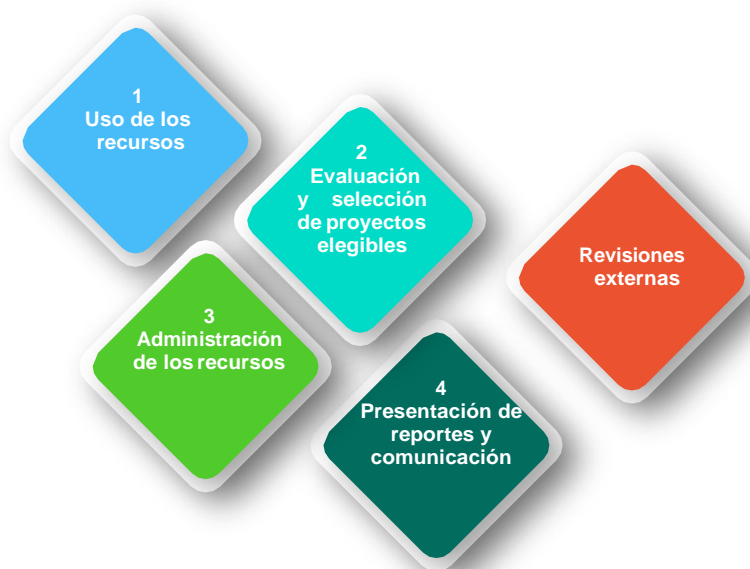 1
Uso de los
recursos
2
Evaluación
y selección
de proyectos
elegibles
Revisiones
externas
3
Administración
de los recursos
4
Presentación de
reportes y
comunicación